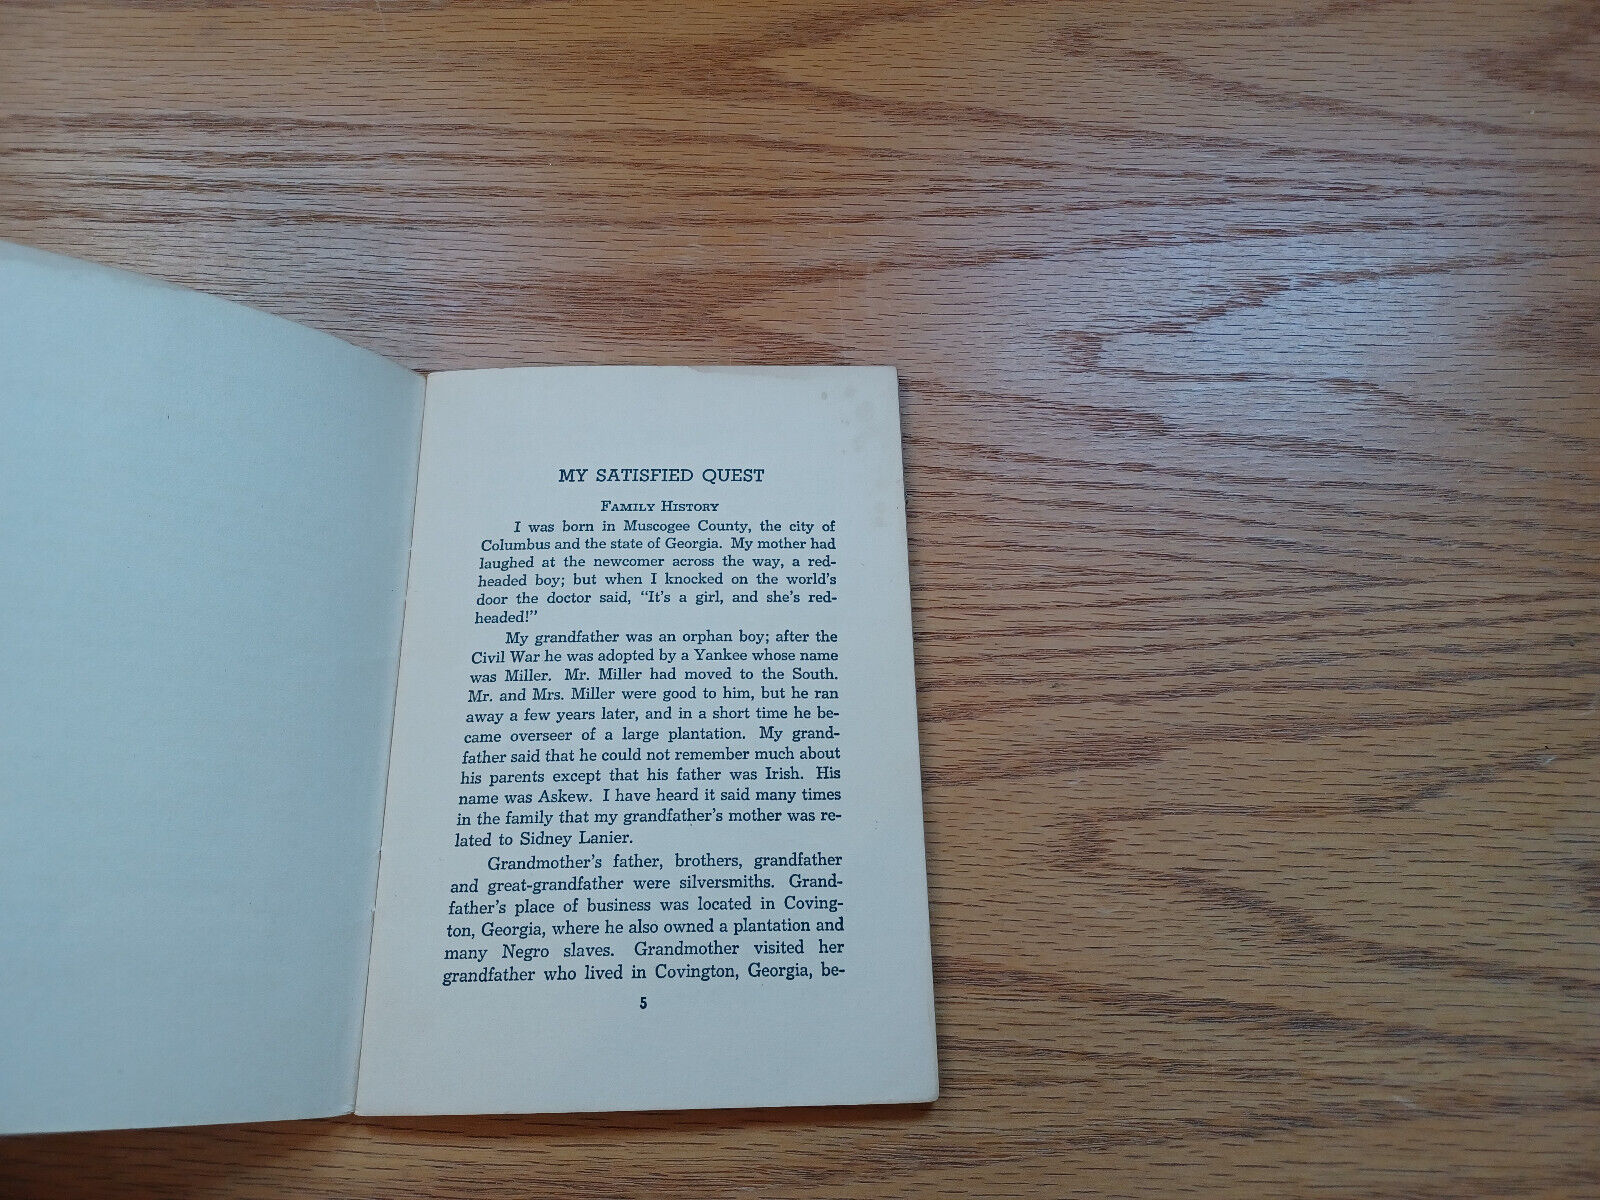 MY SATISFIED QUEST
FAMILY HISTORY
I was born in Muscogee County, the city of
Columbus and the state of Georgia. My mother had
laughed at the newcomer across the way, a red-
headed boy; but when I knocked on the world's
door the doctor said, "It's a girl, and she's red-
headed!"
My grandfather was an orphan boy; after the
Civil War he was adopted by a Yankee whose name
was Miller. Mr. Miller had moved to the South.
Mr. and Mrs. Miller were good to him, but he ran
away a few years later, and in a short time he be-
came overseer of a large plantation. My grand-
father said that he could not remember much about
his parents except that his father was Irish. His
name was Askew. I have heard it said many times
in the family that my grandfather's mother was re-
lated to Sidney Lanier.
Grandmother's father, brothers, grandfather
and great-grandfather were silversmiths. Grand-
father's place of business was located in Coving-
ton, Georgia, where he also owned a plantation and
many Negro slaves. Grandmother visited her
grandfather who lived in Covington, Georgia, be-
5